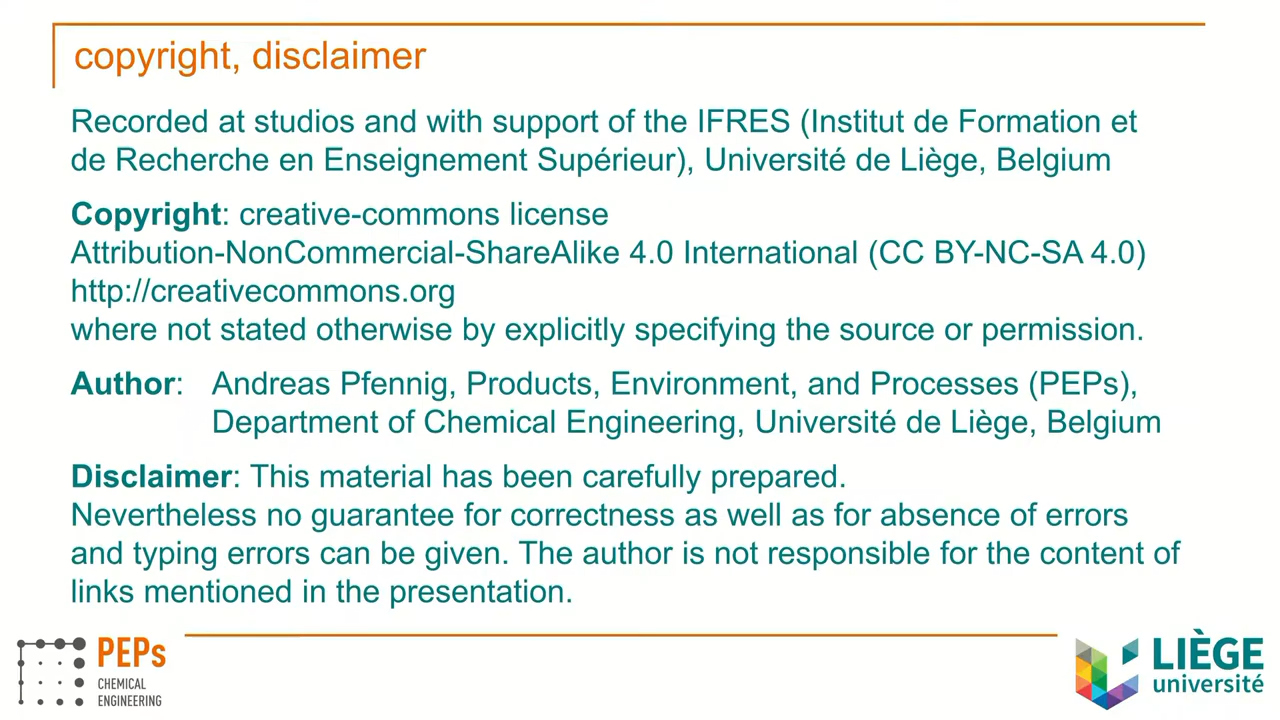 copyright, disclaimer
Recorded at studios and with support of the IFRES (Institut de Formation et
de Recherche en Enseignement Supérieur), Université de Liège, Belgium
Copyright: creative-commons license
Attribution-NonCommercial-ShareAlike 4.0 International (CC BY-NC-SA 4.0)
http://creativecommons.org
where not stated otherwise by explicitly specifying the source or permission.
Author: Andreas Pfennig, Products, Environment, and Processes (PEPs),
Department of Chemical Engineering, Université de Liège, Belgium
Disclaimer: This material has been carefully prepared.
Nevertheless no guarantee for correctness as well as for absence of errors
and typing errors can be given. The author is not responsible for the content of
links mentioned in the presentation.
PEPs
CHEMICAL
ENGINEERING
LIÈGE
université